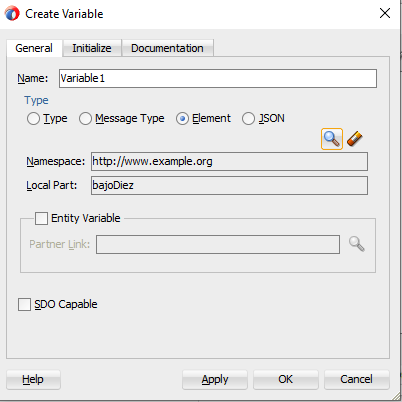 Create Variable
General Initialize Documentation
Name: Variable1
Type
Type Message Type Element JSON
Namespace: http://www.example.org
Local Part: bajoDiez
Entity Variable
Partner Link:
SDO Capable
Help Apply OK Cancel